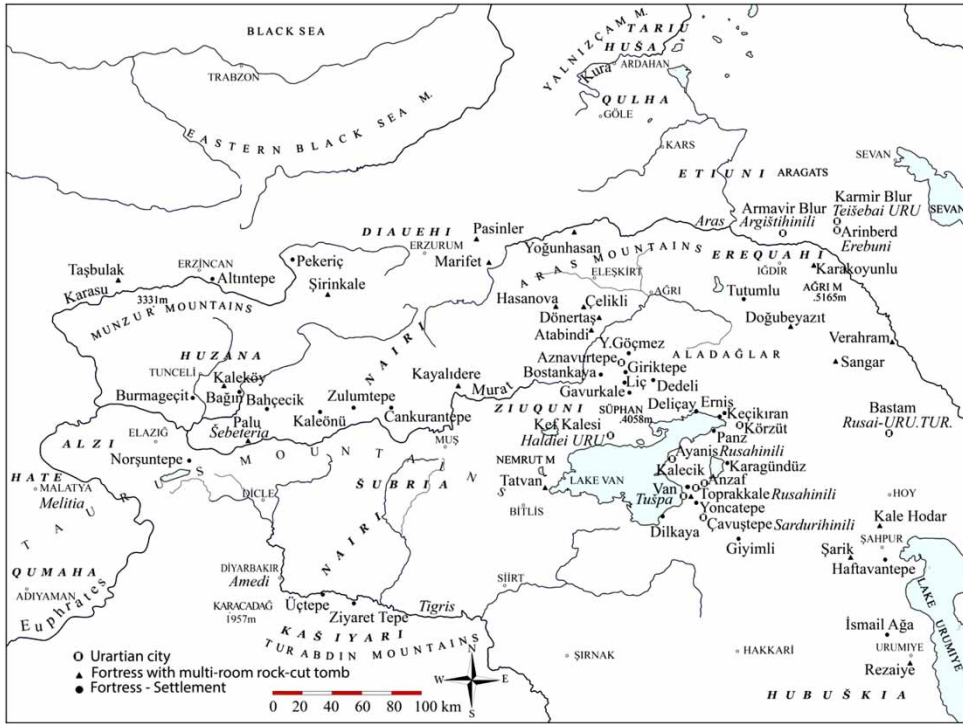 BLACK SEA
TRABZON
EASTERN BLACK SEA M.
YALNIZÇAM M.
TARIU
HUŠA
ARDAHAN
Kura
QULHA
GÖLE
KARS
ETIUNI
ARAGATS
SEVAN
SEVAN
Armavir Blur
Argištihinili
Karmir Blur
Teišebai URU
Arinberd
Erebuni
Aras
DIAUEHI
ERZURUM
Pasinler
Marifet
Yoğunhasan
ARAS MOUNTAINS
ELEŞKİRT
AĞRI
EREQUAHI
IĞDIR
Karakoyunlu
AĞRI M
.5165m
Taşbulak
Karasu
ERZİNCAN
Altıntepe
Pekeriç
Şirinkale
3331m
MUNZUR MOUNTAINS
Hasanova
Çelikli
Dönertaş
Atabindi
Tutumlu
Doğubeyazıt
Verahram
Sangar
NAIRI
HUZANA
TUNCELİ
Kaleköy
Burmageçit
Bağın
Bahçecik
Palu
Šebeteria
Kaleönü
Zulumtepe
Cankurantepe
Kayalıdere
Murat
Y.Göçmez
Aznavurtepe
Giriktepe
Bostankaya
Liç
Dedeli
Gavurkale
ALADAĞLAR
ZIUQUNI
SÜPHAN
.4058m
Kef Kalesi
Haldiei URU
Deliçay
Ernis
Keçikıran
Körzüt
Panz
Bastam
Rusai-URU.TUR.
ALZI
ELAZIĞ
Norşuntepe
HATE
MALATYA
Melitia
TAURUS MOUNTAINS
MUŞ
NEMRUT M
Tatvan
LAKE VAN
BİTLİS
Ayanis
Rusahinili
Kalecik
Karagündüz
Anzaf
Van
Tušpa
Toprakkale
Rusahinili
Yoncatepe
Çavuştepe
Sardurihinili
Dilkaya
Giyimli
HOY
Kale Hodar
ŞAHPUR
Şarik
Haftavantepe
DİCLE
ŠUBRIA
NAIRI
DİYARBAKIR
Amedi
QUMAHA
ADIYAMAN
Euphrates
KARACADAĞ
1957m
Üçtepe
Ziyaret Tepe
Tigris
SİİRT
KAŠIYARI
TURABDIN MOUNTAINS
ŞIRNAK
HAKKARİ
LAKE URUMIYE
İsmail Ağa
URUMIYE
Rezaiye
HUBUŠKIA
Urartian city
Fortress with multi-room rock-cut tomb
Fortress - Settlement
N
W
E
S
0 20 40 60 80 100 km